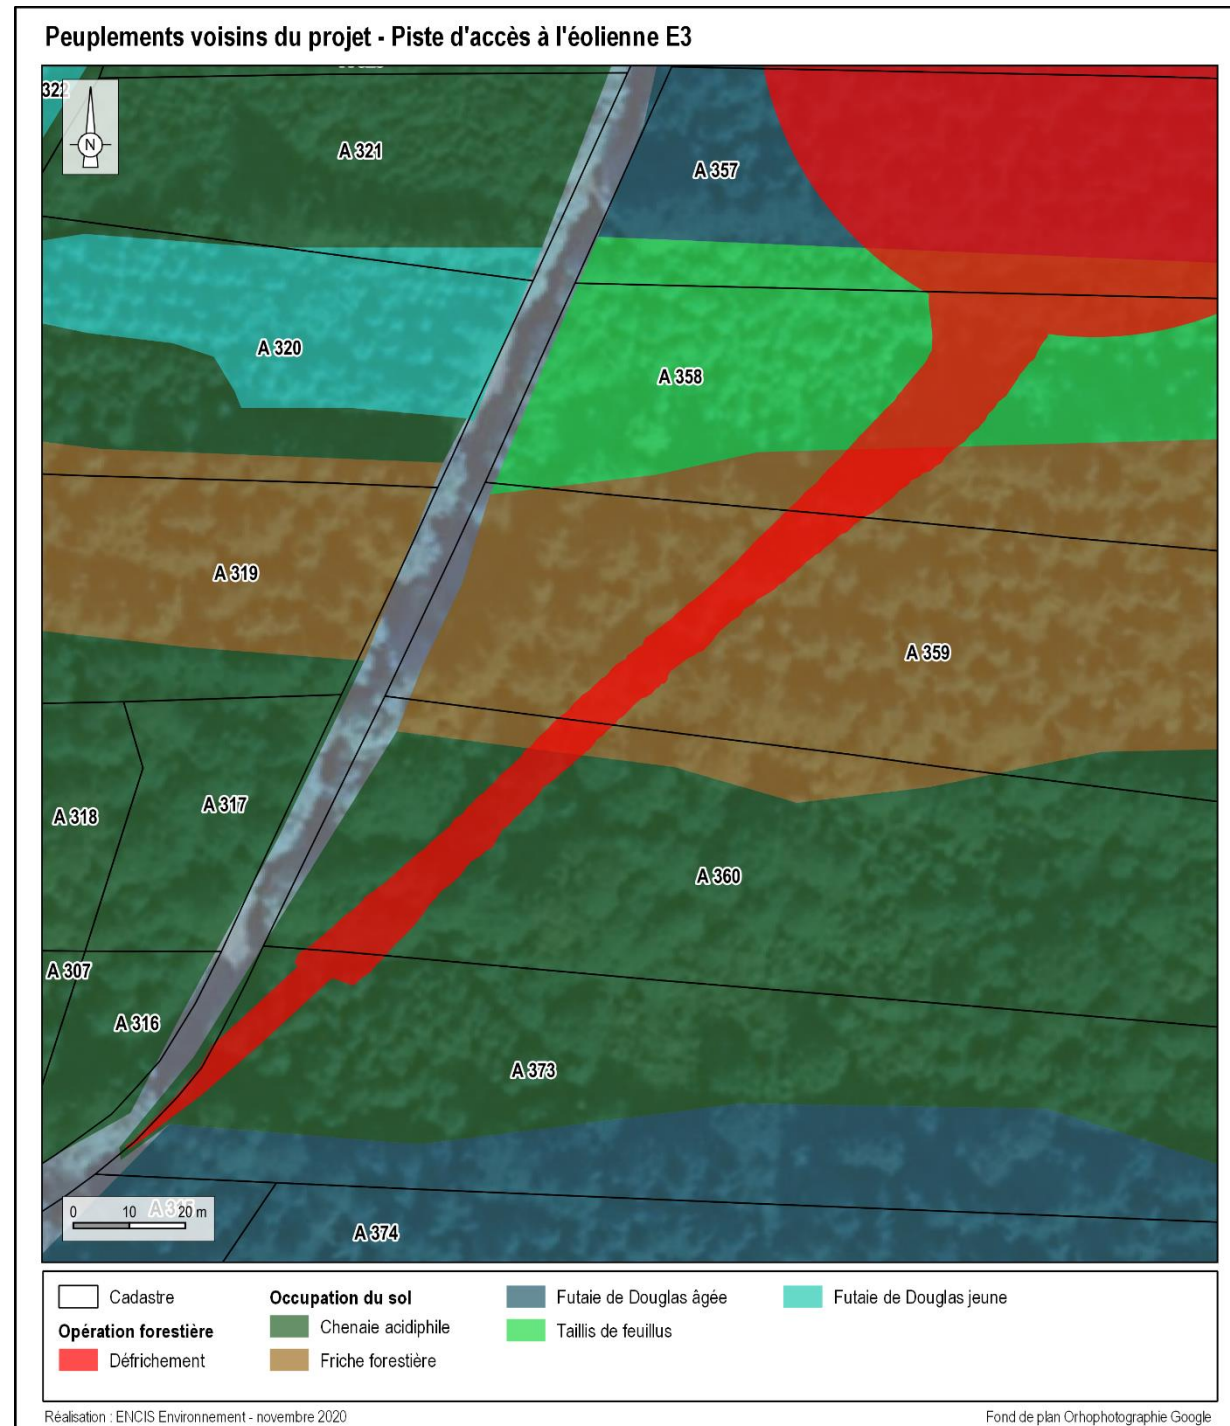 Peuplements voisins du projet - Piste d'accès à l'éolienne E3
322
N
A 321
A 357
A 320
A 358
A 319
A 359
A 318
A 317
A 360
A 307
A 316
A 373
0 10 20 m
A 374
Cadastre
Opération forestière
Défrichement
Occupation du sol
Chenaie acidiphile
Friche forestière
Futaie de Douglas âgée
Taillis de feuillus
Futaie de Douglas jeune
Réalisation : ENCIS Environnement - novembre 2020
Fond de plan Orhophotographie Google